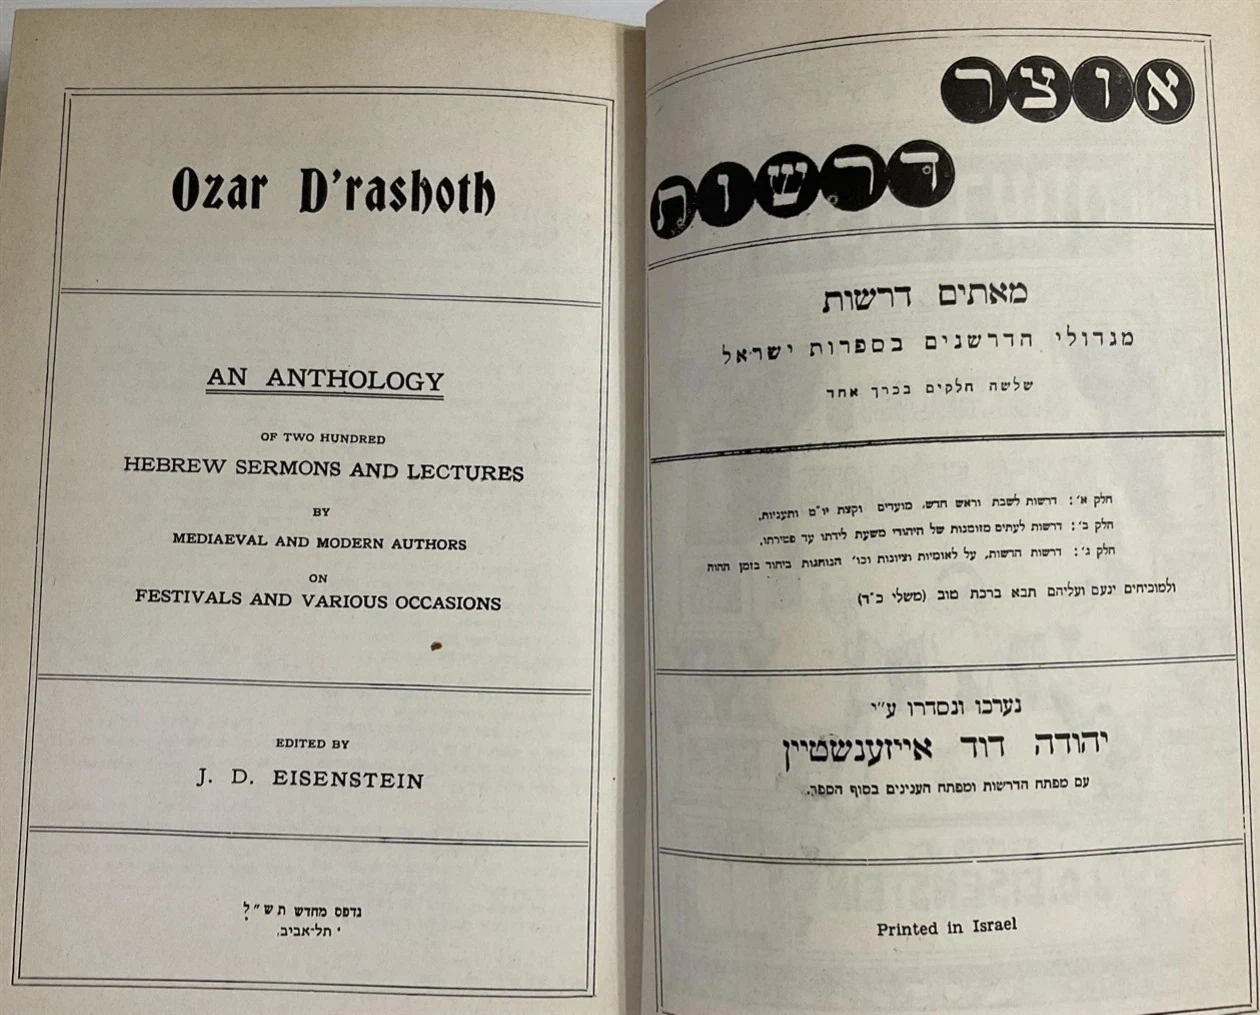 Ozar D'rashoth
AN ANTHOLOGY
OF TWO HUNDRED
HEBREW SERMONS AND LECTURES
BY
MEDIAEVAL AND MODERN AUTHORS
ON
FESTIVALS AND VARIOUS OCCASIONS
EDITED BY
J. D. EISENSTEIN
נדפס מחדש תש"ל
תל-אביב
אוצר
דרשות
מאתים דרשות
מגדולי הדרשנים בספרות ישראל
שלשה חלקים בכרך אחד
חלק א': דרשות לשבת וראש חדש, מועדים וקצת יו"ט ותעניות,
חלק ב': דרשות לעתים מזומנות של היהודי משעת לידתו עד פטירתו,
חלק ג': דרשות חדשות, על לאומיות וציונות וכו' הנוהגות ביחוד בזמן הזה
ולמוכיחים ינעם ועליהם תבא ברכת טוב (משלי כ"ד)
נערכו ונסדרו ע"י
יהודה דוד אייזענשטיין
עם מפתח הדרשות ומפתח הענינים בסוף הספר.
Printed in Israel